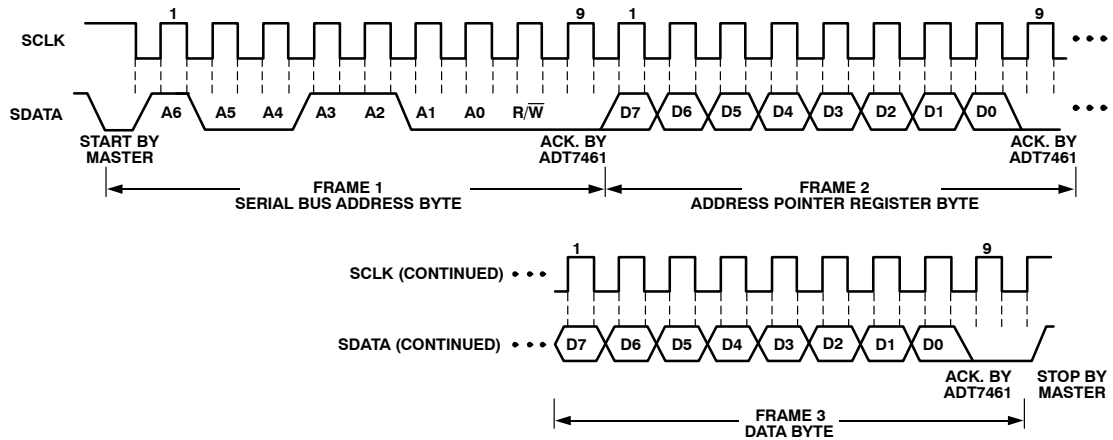 1 9 1 9
SCLK
SDATA A6 A5 A4 A3 A2 A1 A0 R/W̅ D7 D6 D5 D4 D3 D2 D1 D0
START BY
MASTER
ACK. BY
ADT7461
ACK. BY
ADT7461
FRAME 1
SERIAL BUS ADDRESS BYTE
FRAME 2
ADDRESS POINTER REGISTER BYTE
1 9
SCLK (CONTINUED)
SDATA (CONTINUED) D7 D6 D5 D4 D3 D2 D1 D0
ACK. BY
ADT7461
STOP BY
MASTER
FRAME 3
DATA BYTE